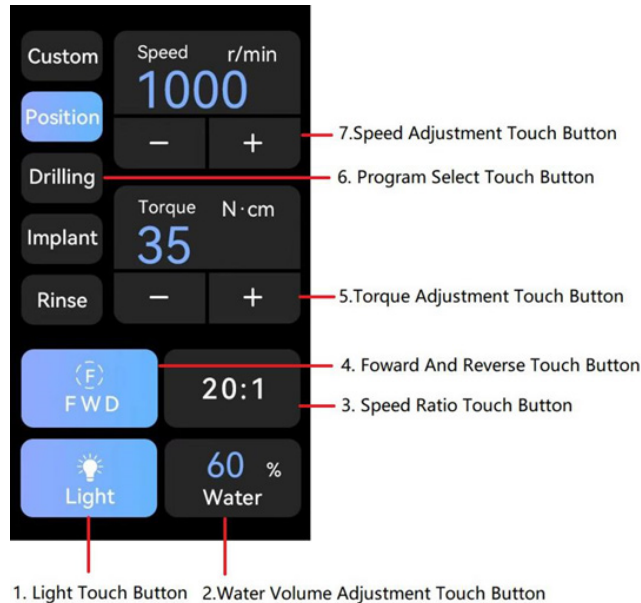 Custom
Position
Drilling
Implant
Rinse
Speed r/min
1000
− +
Torque N·cm
35
− +
(F)
FWD
20:1
Light
60 %
Water
7.Speed Adjustment Touch Button
6. Program Select Touch Button
5.Torque Adjustment Touch Button
4. Foward And Reverse Touch Button
3. Speed Ratio Touch Button
1. Light Touch Button 2.Water Volume Adjustment Touch Button